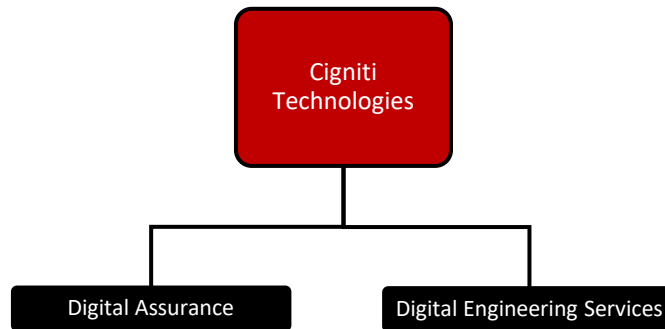 Cigniti
Technologies
Digital Assurance
Digital Engineering Services